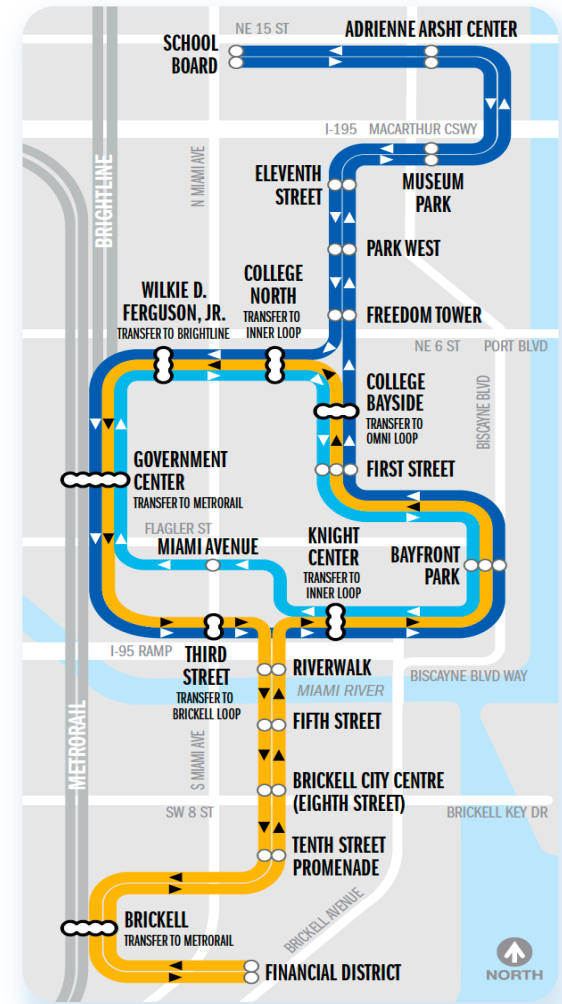 NE 15 ST
ADRIENNE ARSHT CENTER
SCHOOL
BOARD
I-195 MACARTHUR CSWY
N MIAMI AVE
BRIGHTLINE
ELEVENTH
STREET
MUSEUM
PARK
PARK WEST
COLLEGE
NORTH
TRANSFER TO
INNER LOOP
WILKIE D.
FERGUSON, JR.
TRANSFER TO BRIGHTLINE
FREEDOM TOWER
NE 6 ST PORT BLVD
COLLEGE
BAYSIDE
TRANSFER TO
OMNI LOOP
BISCAYNE BLVD
GOVERNMENT
CENTER
TRANSFER TO METRORAIL
FIRST STREET
FLAGLER ST
MIAMI AVENUE
KNIGHT
CENTER
TRANSFER TO
INNER LOOP
BAYFRONT
PARK
I-95 RAMP
THIRD
STREET
TRANSFER TO
BRICKELL LOOP
RIVERWALK
MIAMI RIVER
BISCAYNE BLVD WAY
METRORAIL
S MIAMI AVE
FIFTH STREET
BRICKELL CITY CENTRE
(EIGHTH STREET)
SW 8 ST
BRICKELL KEY DR
TENTH STREET
PROMENADE
BRICKELL AVENUE
BRICKELL
TRANSFER TO METRORAIL
FINANCIAL DISTRICT
NORTH